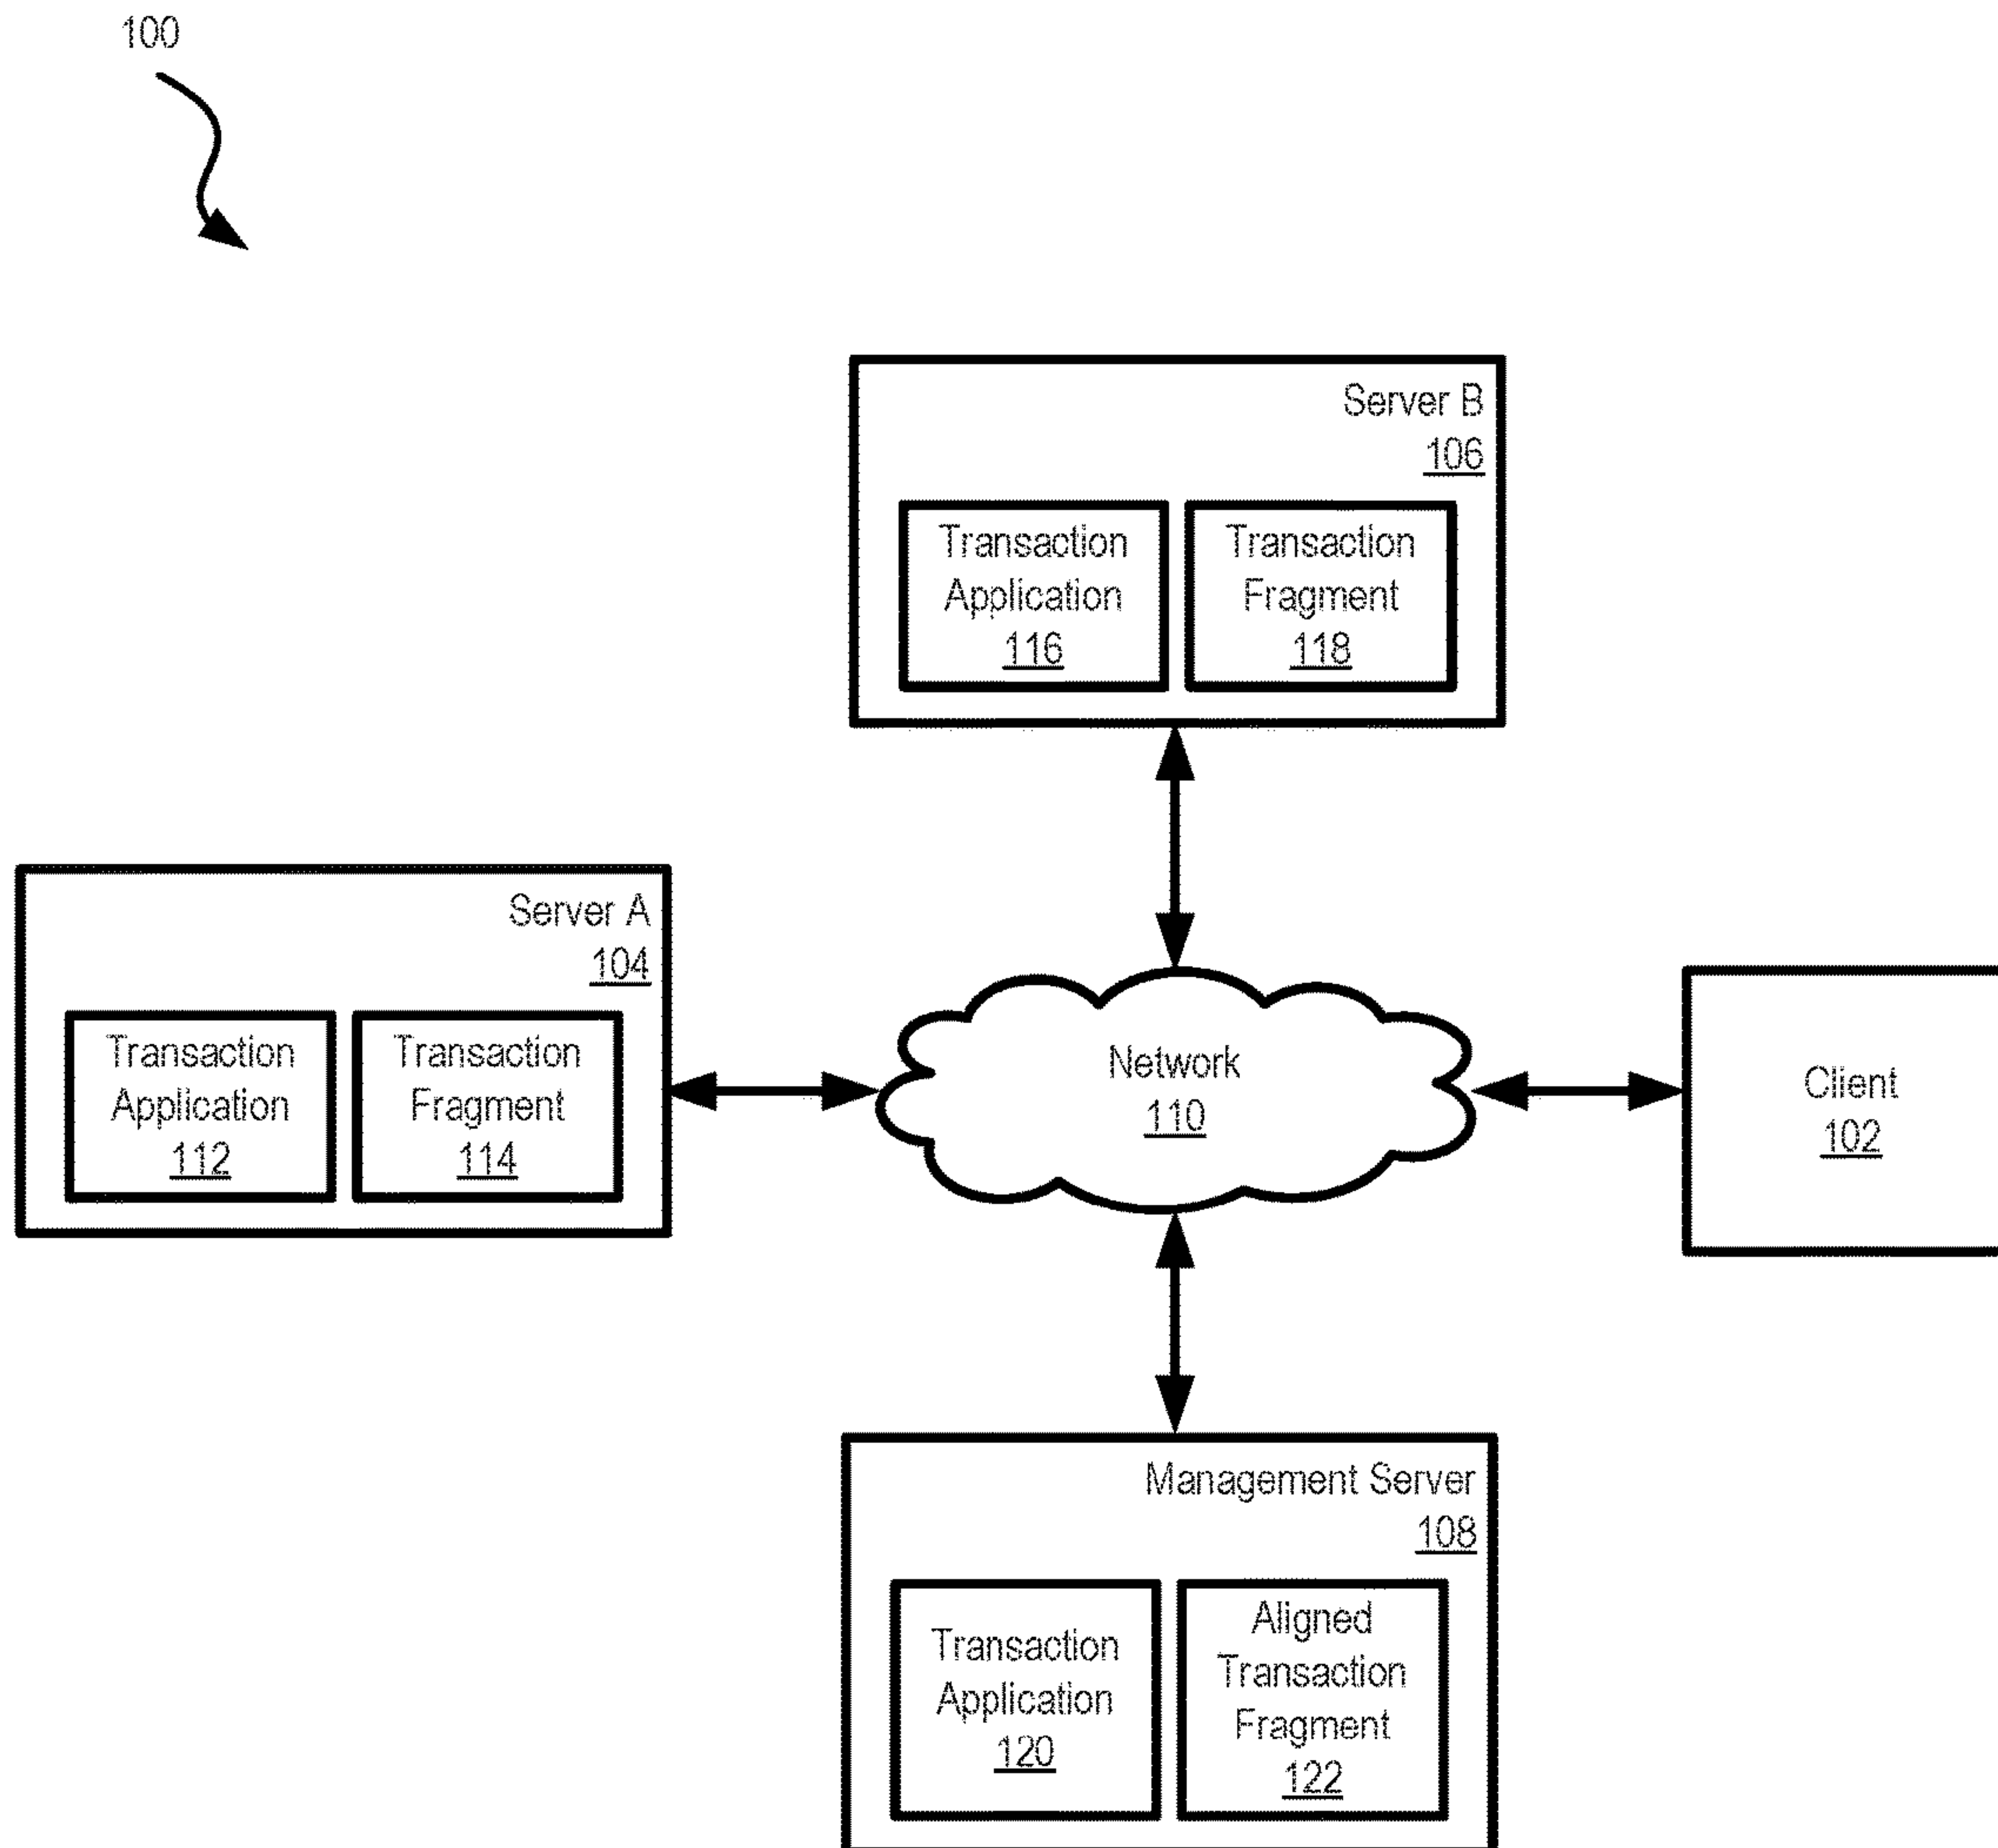 100
Server B
106
Transaction
Application
116
Transaction
Fragment
118
Server A
104
Transaction
Application
112
Transaction
Fragment
114
Network
110
Client
102
Management Server
108
Transaction
Application
120
Aligned
Transaction
Fragment
122